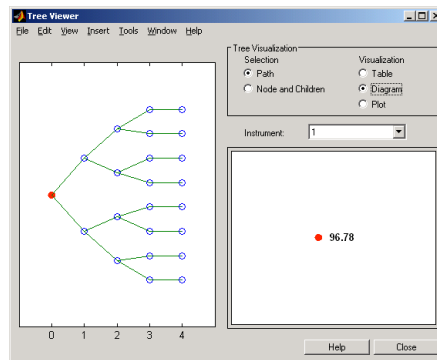 Tree Viewer
File Edit View Insert Tools Window Help
Tree Visualization
Selection
Visualization
Path
Table
Node and Children
Diagram
Plot
Instrument: 1
96.78
0 1 2 3 4
Help Close